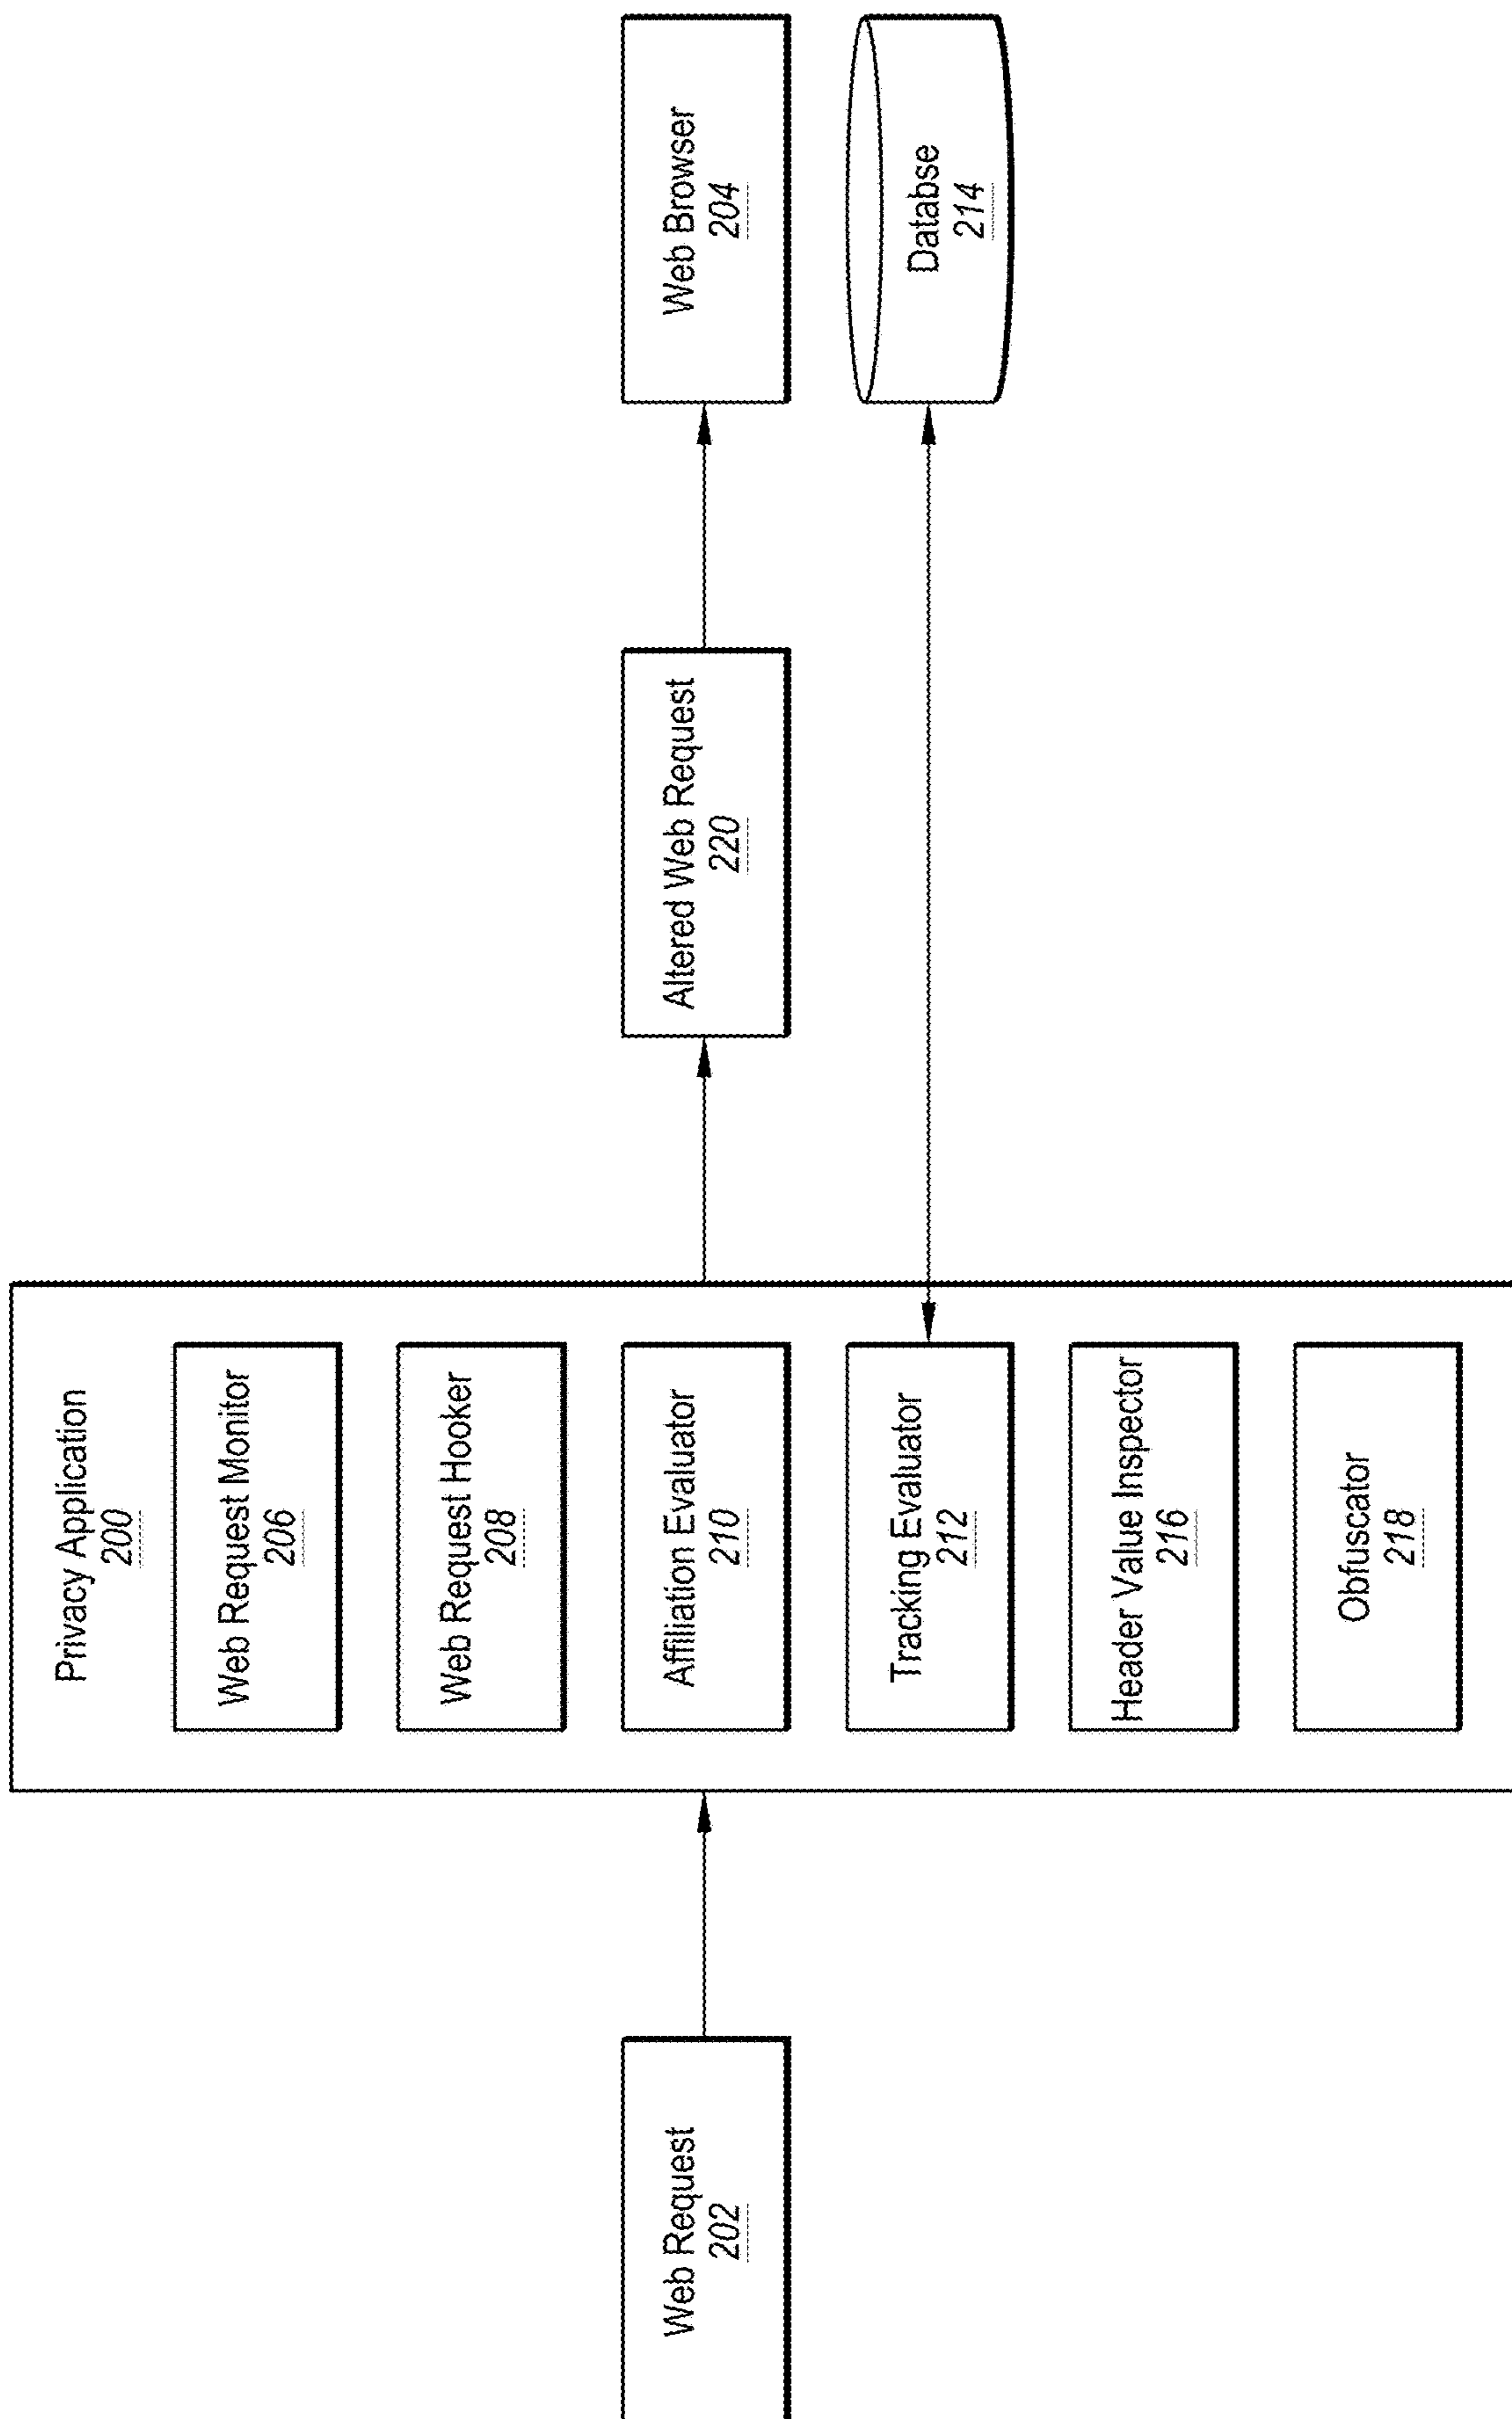 Web Request
202
Privacy Application
200
Web Request Monitor
206
Web Request Hooker
208
Affiliation Evaluator
210
Tracking Evaluator
212
Header Value Inspector
216
Obfuscator
218
Altered Web Request
220
Web Browser
204
Databse
214